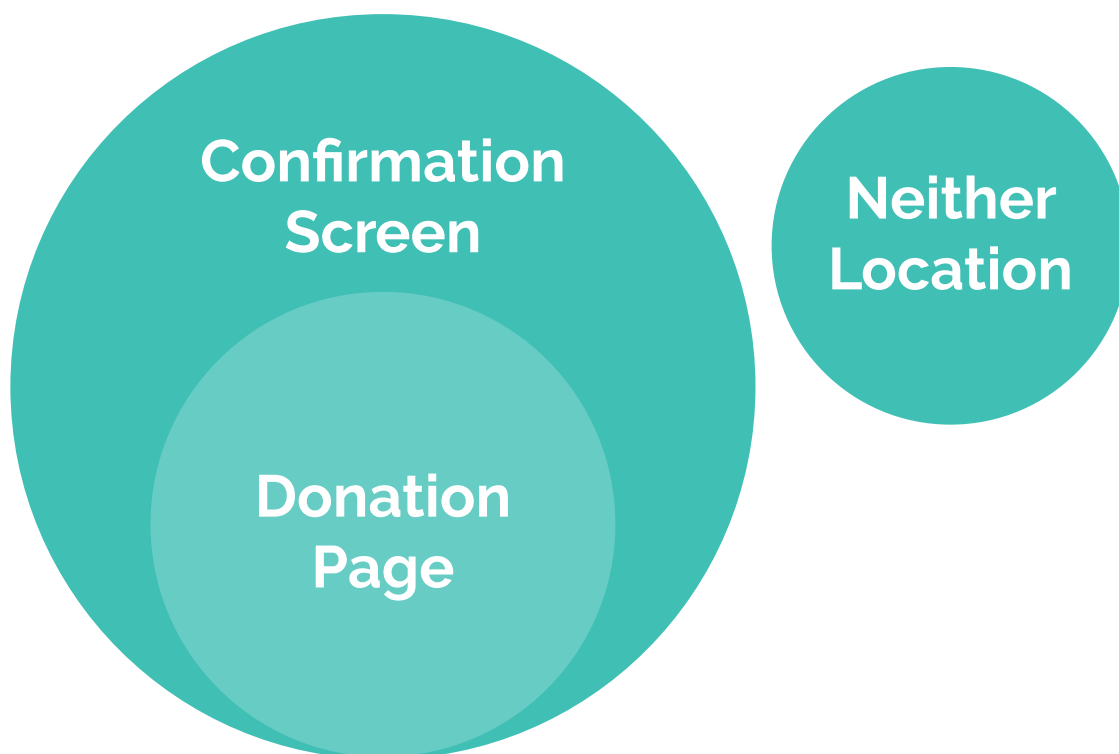 Confirmation
Screen
Neither
Location
Donation
Page